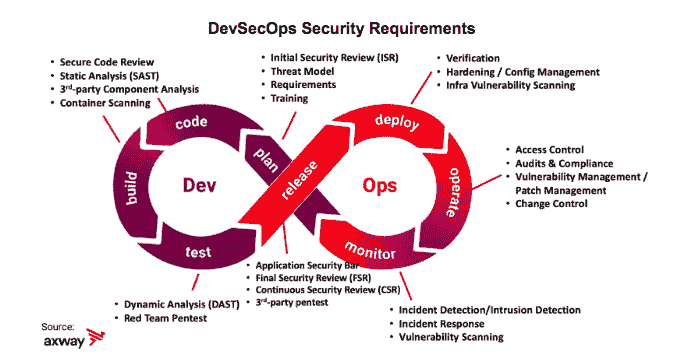 DevSecOps Security Requirements
• Secure Code Review
• Static Analysis (SAST)
• 3rd-party Component Analysis
• Container Scanning
• Initial Security Review (ISR)
• Threat Model
• Requirements
• Training
• Verification
• Hardening / Config Management
• Infra Vulnerability Scanning
code
plan
release
deploy
build
Dev
Ops
operate
test
monitor
• Access Control
• Audits & Compliance
• Vulnerability Management /
Patch Management
• Change Control
• Application Security Bar
• Final Security Review (FSR)
• Continuous Security Review (CSR)
• 3rd-party pentest
• Dynamic Analysis (DAST)
• Red Team Pentest
• Incident Detection/Intrusion Detection
• Incident Response
• Vulnerability Scanning
Source:
axway